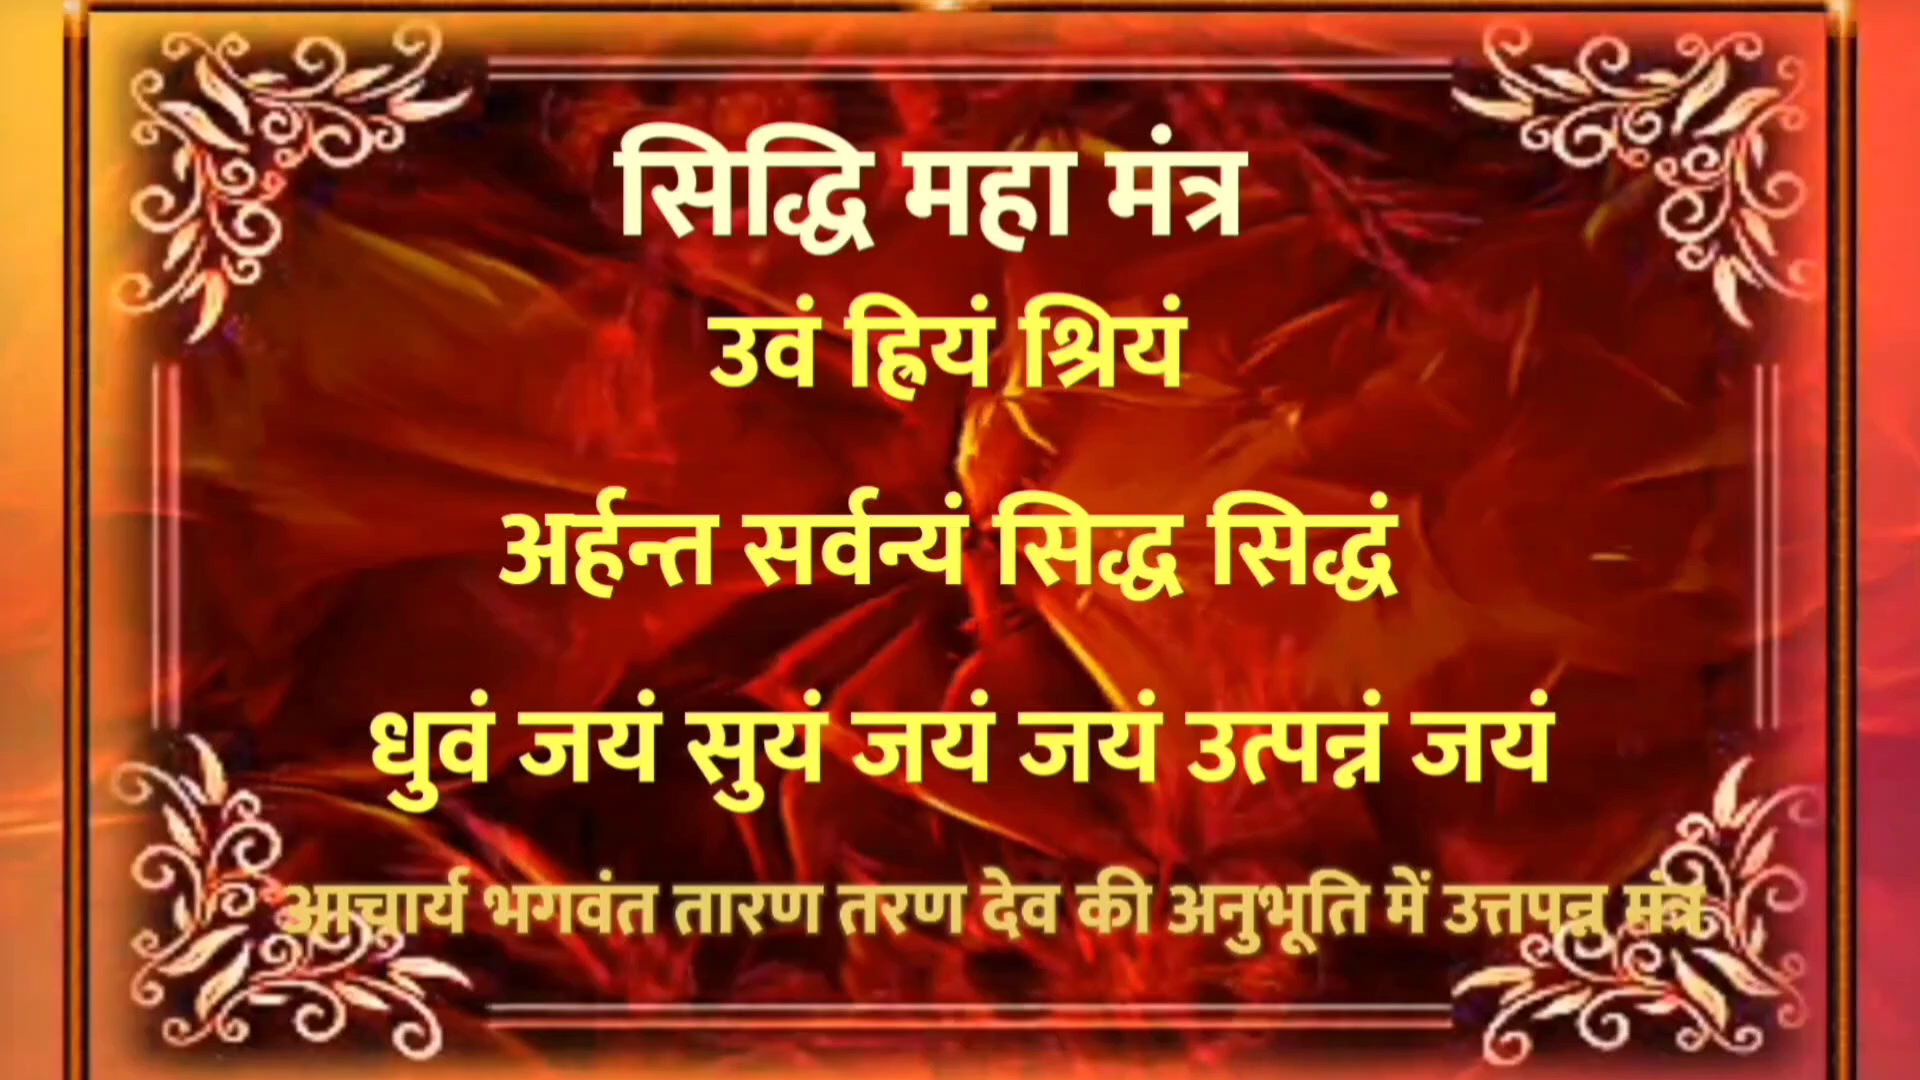 सिद्धि महा मंत्र
उवं ह्रियं श्रियं
अर्हन्त सर्वन्यं सिद्ध सिद्धं
धुवं जयं सुयं जयं जयं उत्पन्नं जयं
आचार्य भगवंत तारण तरण देव की अनुभूति में उत्तपन्न मंत्र